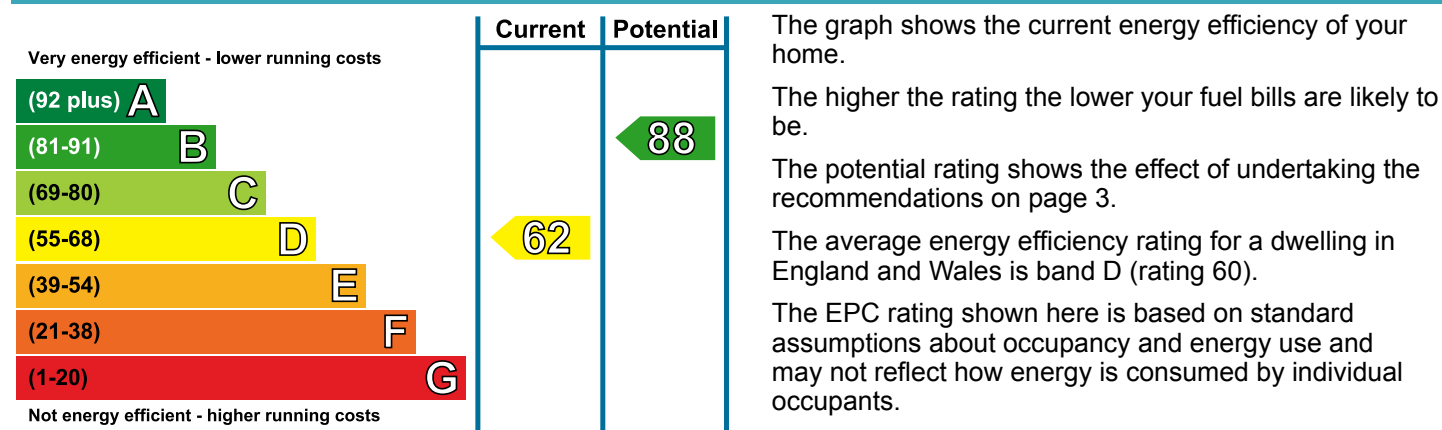 Current Potential
Very energy efficient - lower running costs
(92 plus) A
(81-91) B
88
(69-80) C
(55-68) D
62
(39-54) E
(21-38) F
(1-20) G
Not energy efficient - higher running costs
The graph shows the current energy efficiency of your
home.
The higher the rating the lower your fuel bills are likely to
be.
The potential rating shows the effect of undertaking the
recommendations on page 3.
The average energy efficiency rating for a dwelling in
England and Wales is band D (rating 60).
The EPC rating shown here is based on standard
assumptions about occupancy and energy use and
may not reflect how energy is consumed by individual
occupants.